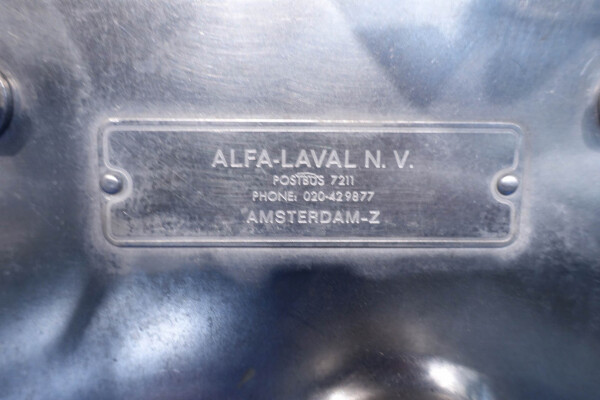 ALFA-LAVAL N. V.
POSTBUS 7211
PHONE: 020-429877
AMSTERDAM-Z